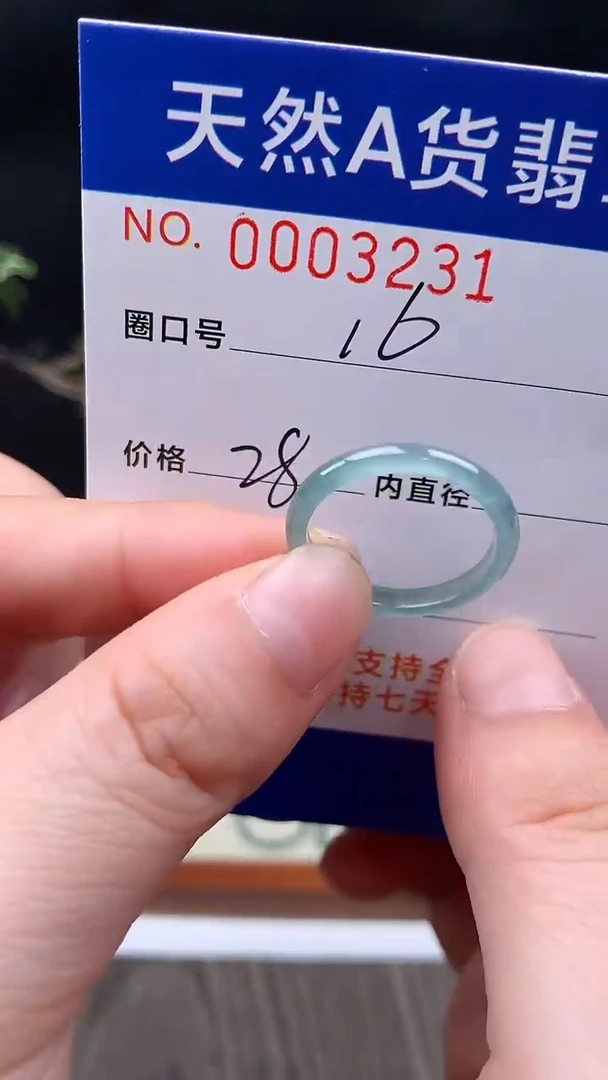 天然A货翡
NO. 0003231
圈口号 16
价格 28 内直径
支持全
持七天